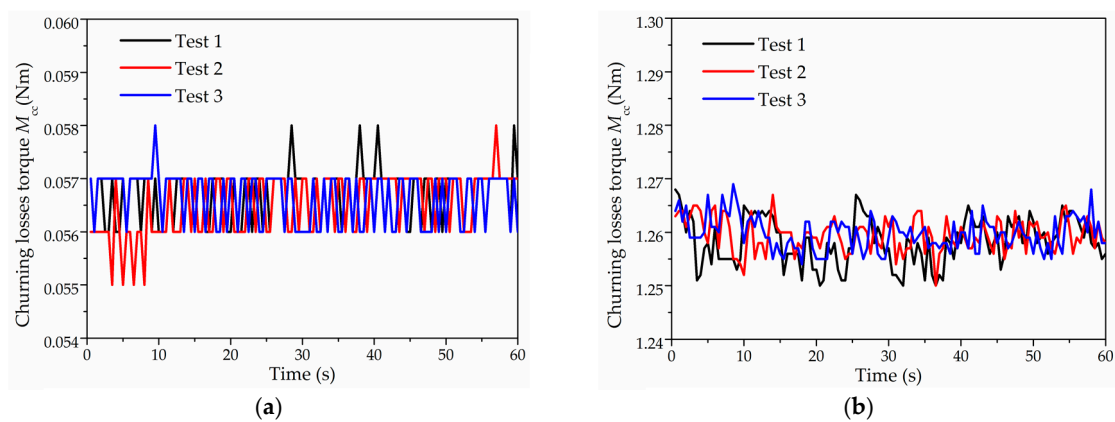 0.060
0.059
0.058
0.057
0.056
0.055
0.054
Churning losses torque Mcc (Nm)
Test 1
Test 2
Test 3
0 10 20 30 40 50 60
Time (s)
(a)
1.30
1.29
1.28
1.27
1.26
1.25
1.24
Churning losses torque Mcc (Nm)
Test 1
Test 2
Test 3
0 10 20 30 40 50 60
Time (s)
(b)